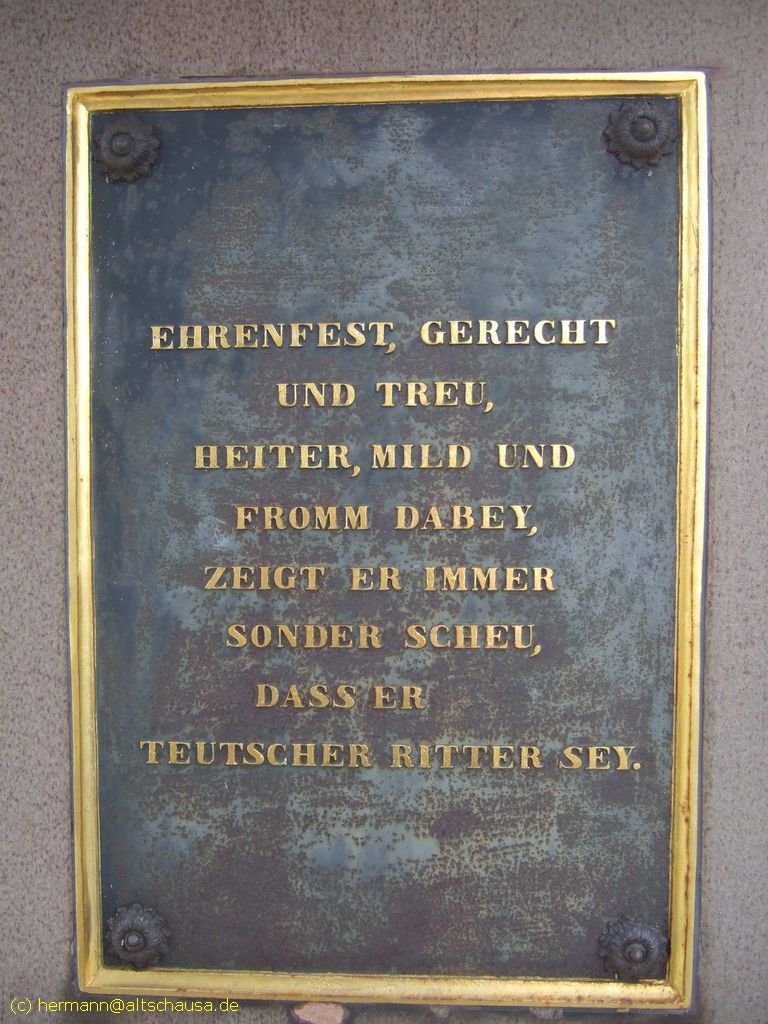 EHRENFEST, GERECHT
UND TREU,
HEITER, MILD UND
FROMM DABEY,
ZEIGT ER IMMER
SONDER SCHEU,
DASS ER
TEUTSCHER RITTER SEY.
(c) hermann@altschausa.de